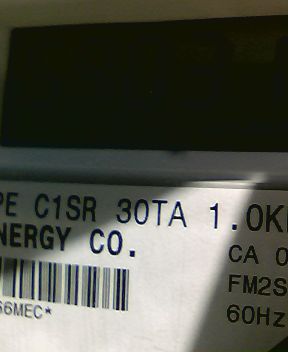 PE C1SR 30TA 1.0K
NERGY CO.
CA 0
FM2S
60Hz
66MEC*